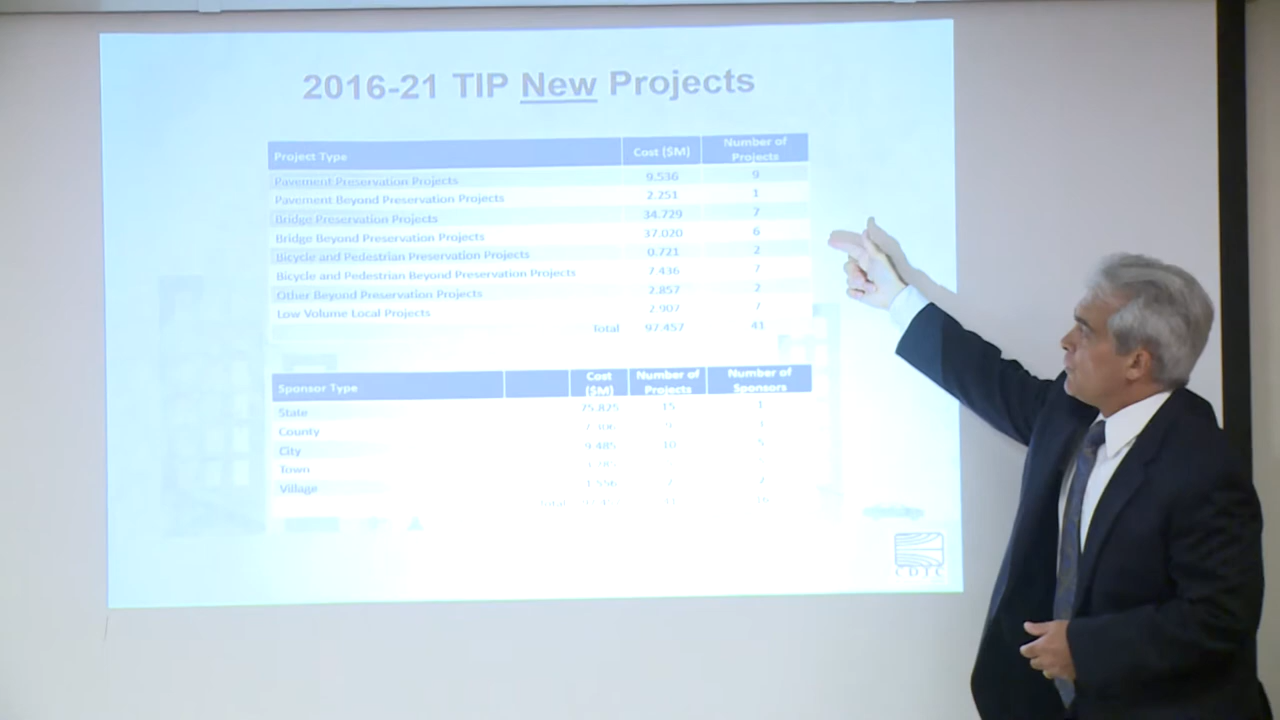 2016-21 TIP New Projects
Project Type Cost ($M) Number of Projects
Pavement Preservation Projects 9.536 9
Pavement Beyond Preservation Projects 2.251 1
Bridge Preservation Projects 34.729 7
Bridge Beyond Preservation Projects 37.020 6
Bicycle and Pedestrian Preservation Projects 0.721 2
Bicycle and Pedestrian Beyond Preservation Projects 7.436 7
Other Beyond Preservation Projects 2.857 2
Low Volume Local Projects 2.907 7
Total 97.457 41
Sponsor Type Cost ($M) Number of Projects Number of Sponsors
State 75.825 15 1
County
City 9.485 10 5
Town
Village
Total
CDTC